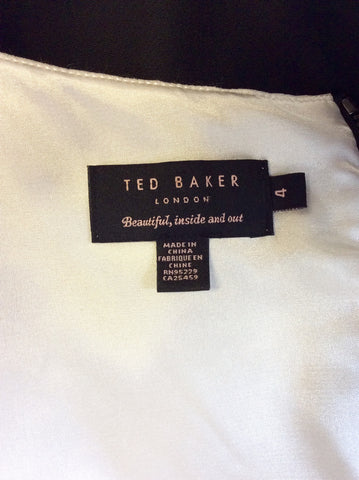 TED BAKER
LONDON
Beautiful, inside and out
4
MADE IN
CHINA
FABRIQUE EN
CHINE
RN95229
CA25459